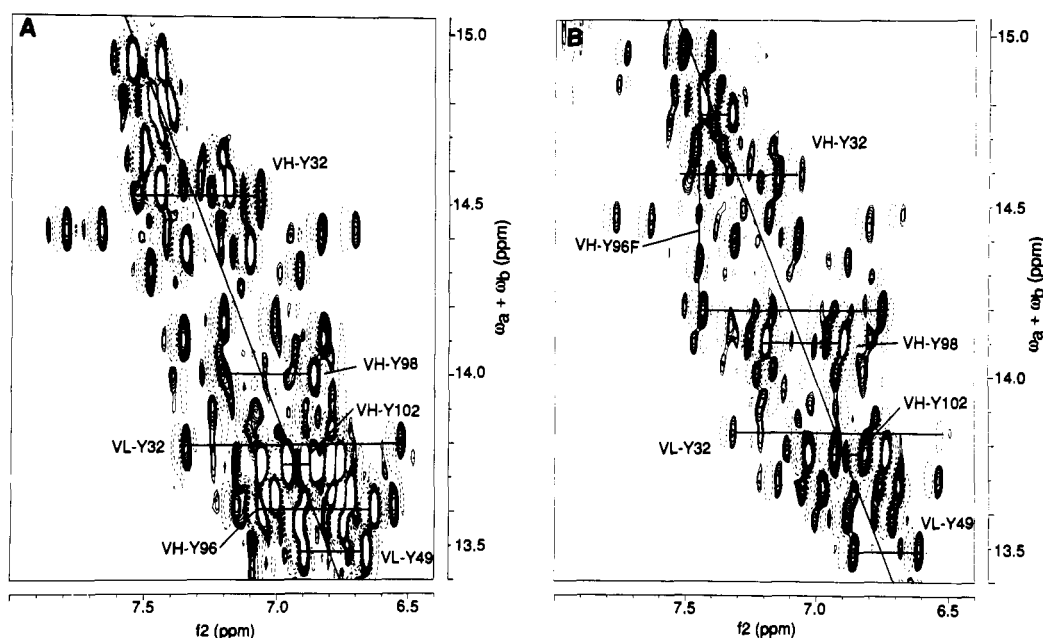 A
VH-Y32
VH-Y98
VH-Y102
VL-Y32
VH-Y96
VL-Y49
15.0
14.5
14.0
13.5
ωa + ωb (ppm)
7.5
7.0
6.5
f2 (ppm)
B
VH-Y32
VH-Y96F
VH-Y98
VH-Y102
VL-Y32
VL-Y49
15.0
14.5
14.0
13.5
ωa + ωb (ppm)
7.5
7.0
6.5
f2 (ppm)